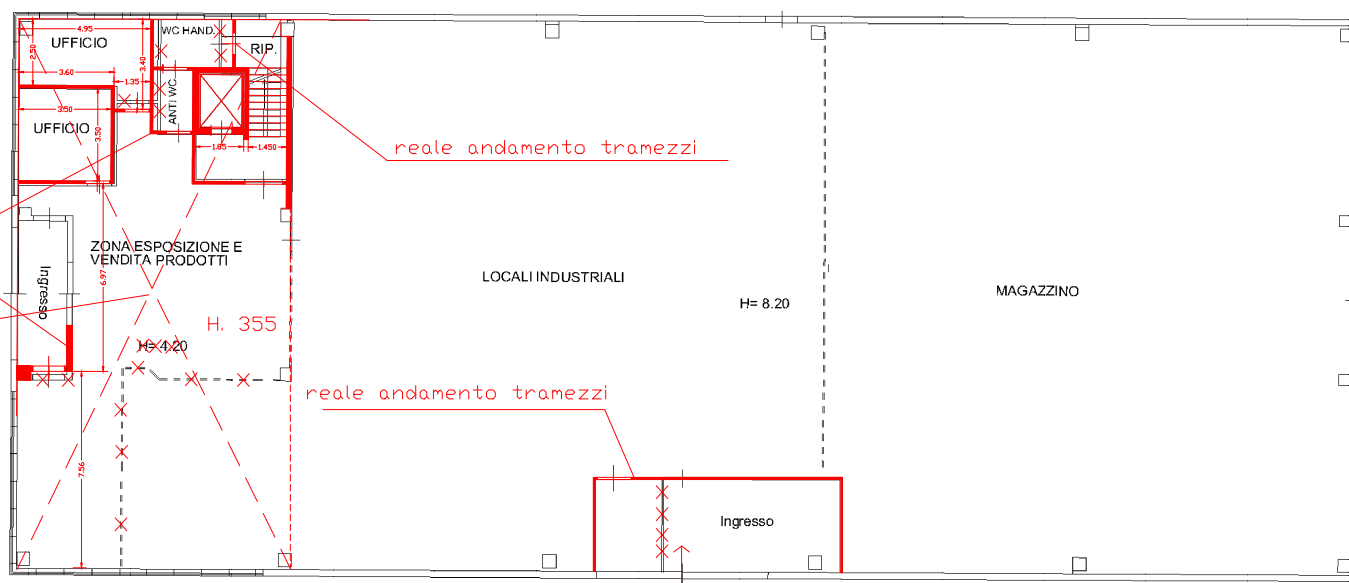 4.95
UFFICIO
WC HAND.
RIP.
2.50
3.40
3.60
1.35
3.50
ANTI WC
UFFICIO
3.50
1.85
1.450
reale andamento tramezzi
ZONA ESPOSIZIONE E
VENDITA PRODOTTI
6.97
Ingresso
LOCALI INDUSTRIALI
MAGAZZINO
H= 8.20
H. 355
H= 4.20
reale andamento tramezzi
7.56
Ingresso